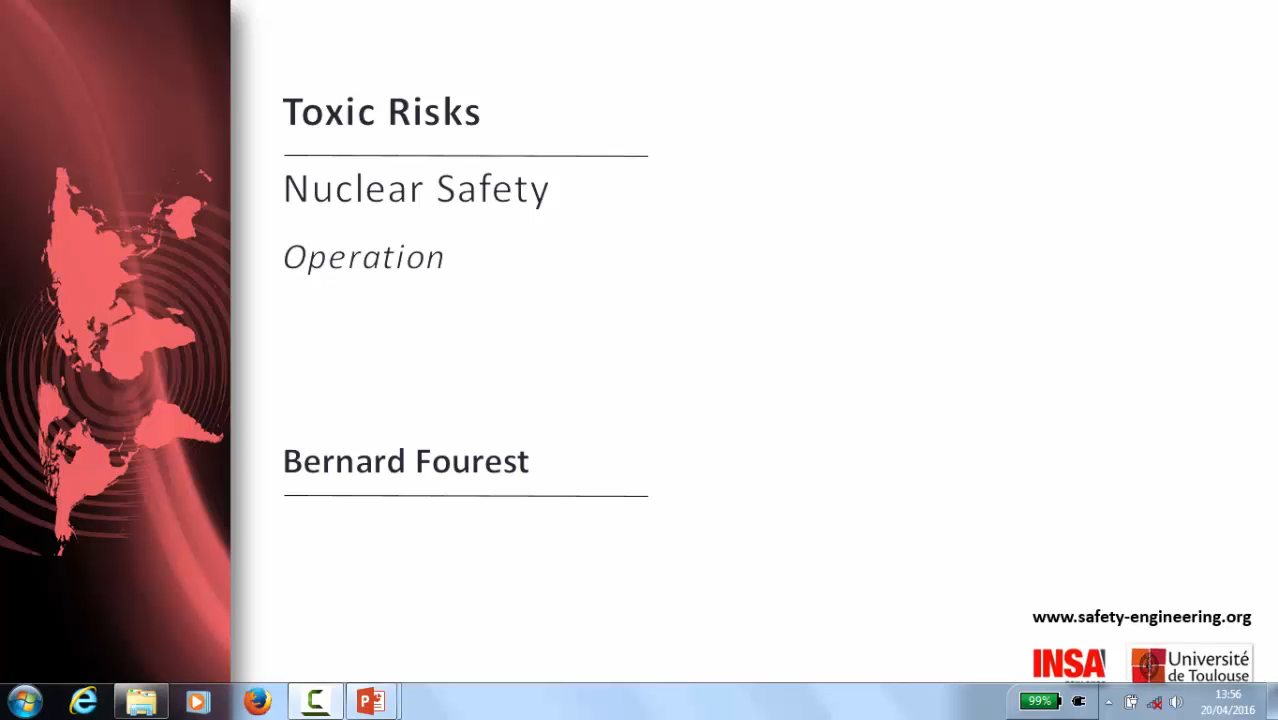 Toxic Risks
Nuclear Safety
Operation
Bernard Fourest
www.safety-engineering.org
INSA
Université
de Toulouse
99%
13:56
20/04/2016